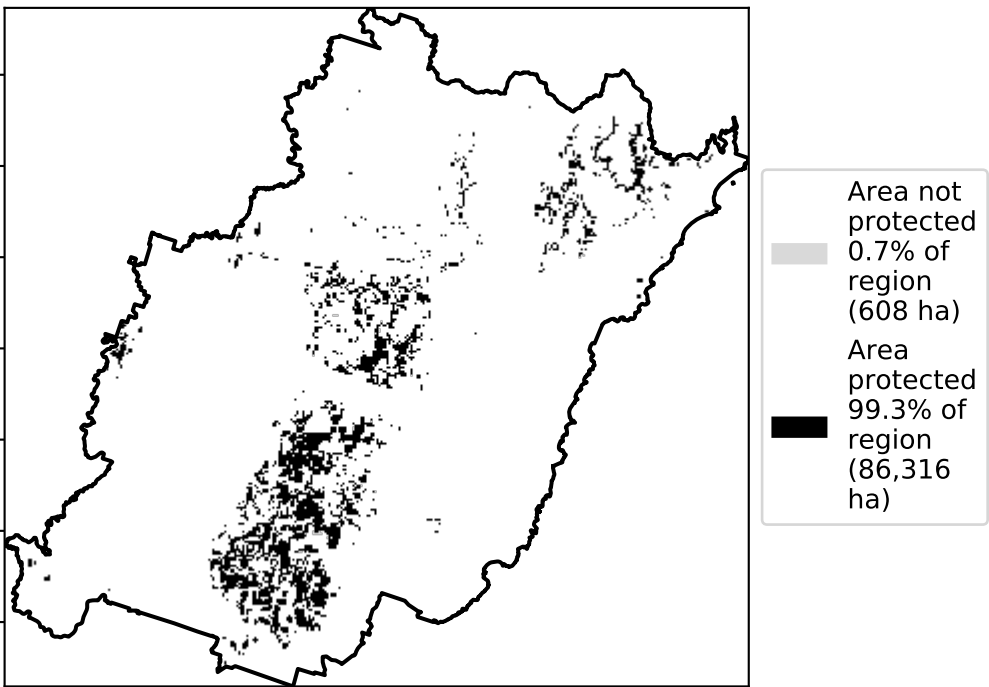 Area not
protected
0.7% of
region
(608 ha)
Area
protected
99.3% of
region
(86,316
ha)